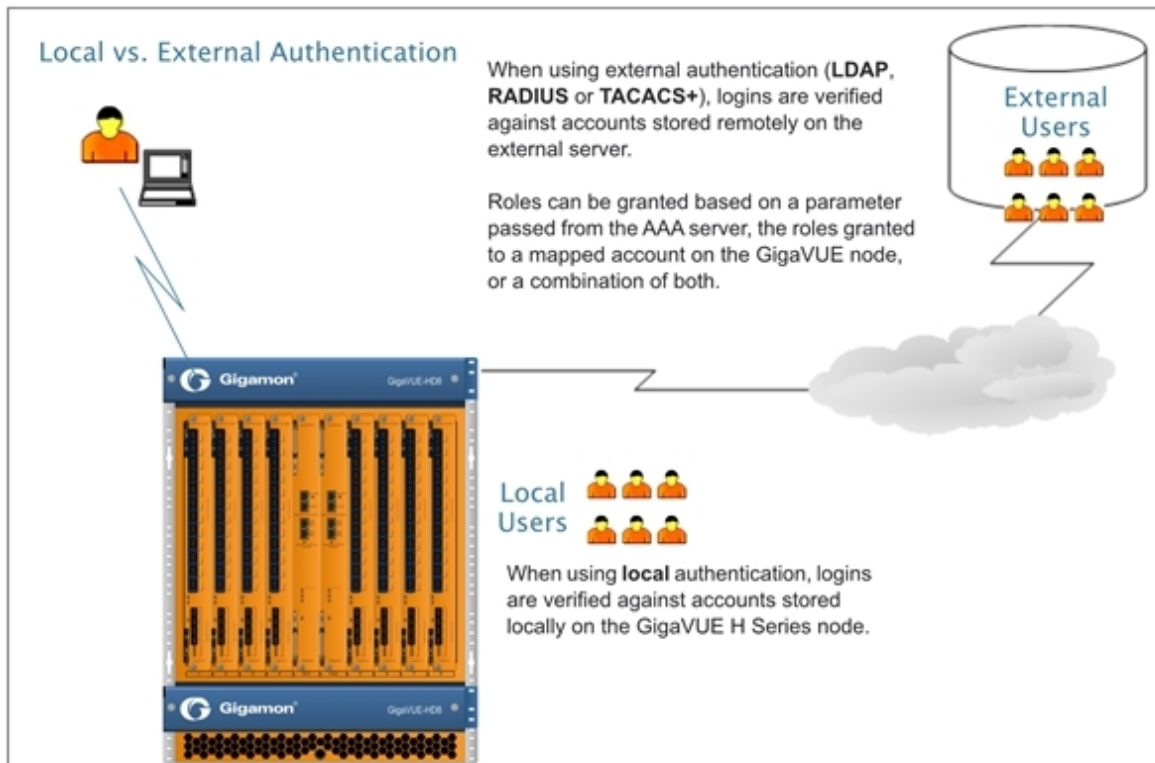 Local vs. External Authentication
When using external authentication (LDAP,
RADIUS or TACACS+), logins are verified
against accounts stored remotely on the
external server.
Roles can be granted based on a parameter
passed from the AAA server, the roles granted
to a mapped account on the GigaVUE node,
or a combination of both.
External
Users
Gigamon®
GigaVUE-HD8
Local
Users
When using local authentication, logins
are verified against accounts stored
locally on the GigaVUE H Series node.
Gigamon®
GigaVUE-HD8